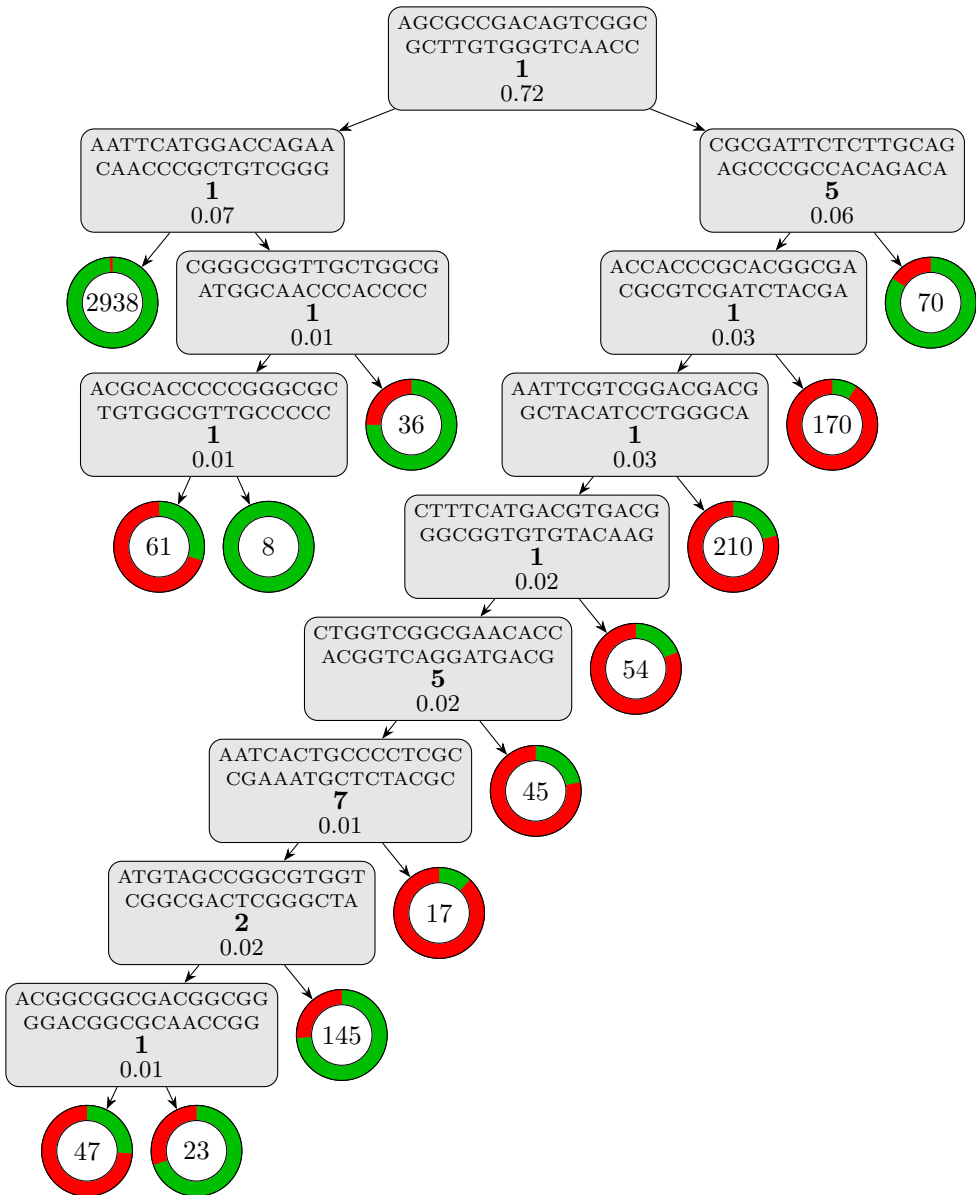 AGCGCCGACAGTCGGC
GCTTGTGGGTCAACC
1
0.72
AATTCATGGACCAGAA
CAACCCGCTGTCGGG
1
0.07
CGCGATTCTCTTGCAG
AGCCCGCCACAGACA
5
0.06
2938
CGGGCGGTTGCTGGCG
ATGGCAACCCACCCC
1
0.01
ACCACCCGCACGGCGA
CGCGTCGATCTACGA
1
0.03
70
ACGCACCCCCGGGCGC
TGTGGCGTTGCCCCC
1
0.01
36
AATTCGTCGGACGACG
GCTACATCCTGGGCA
1
0.03
170
61
8
CTTTCATGACGTGACG
GGCGGTGTGTACAAG
1
0.02
210
CTGGTCGGCGAACACC
ACGGTCAGGATGACG
5
0.02
54
AATCACTGCCCCTCGC
CGAAATGCTCTACGC
7
0.01
45
ATGTAGCCGGCGTGGT
CGGCGACTCGGGCTA
2
0.02
17
ACGGCGGCGACGGCGG
GGACGGCGCAACCGG
1
0.01
145
47
23